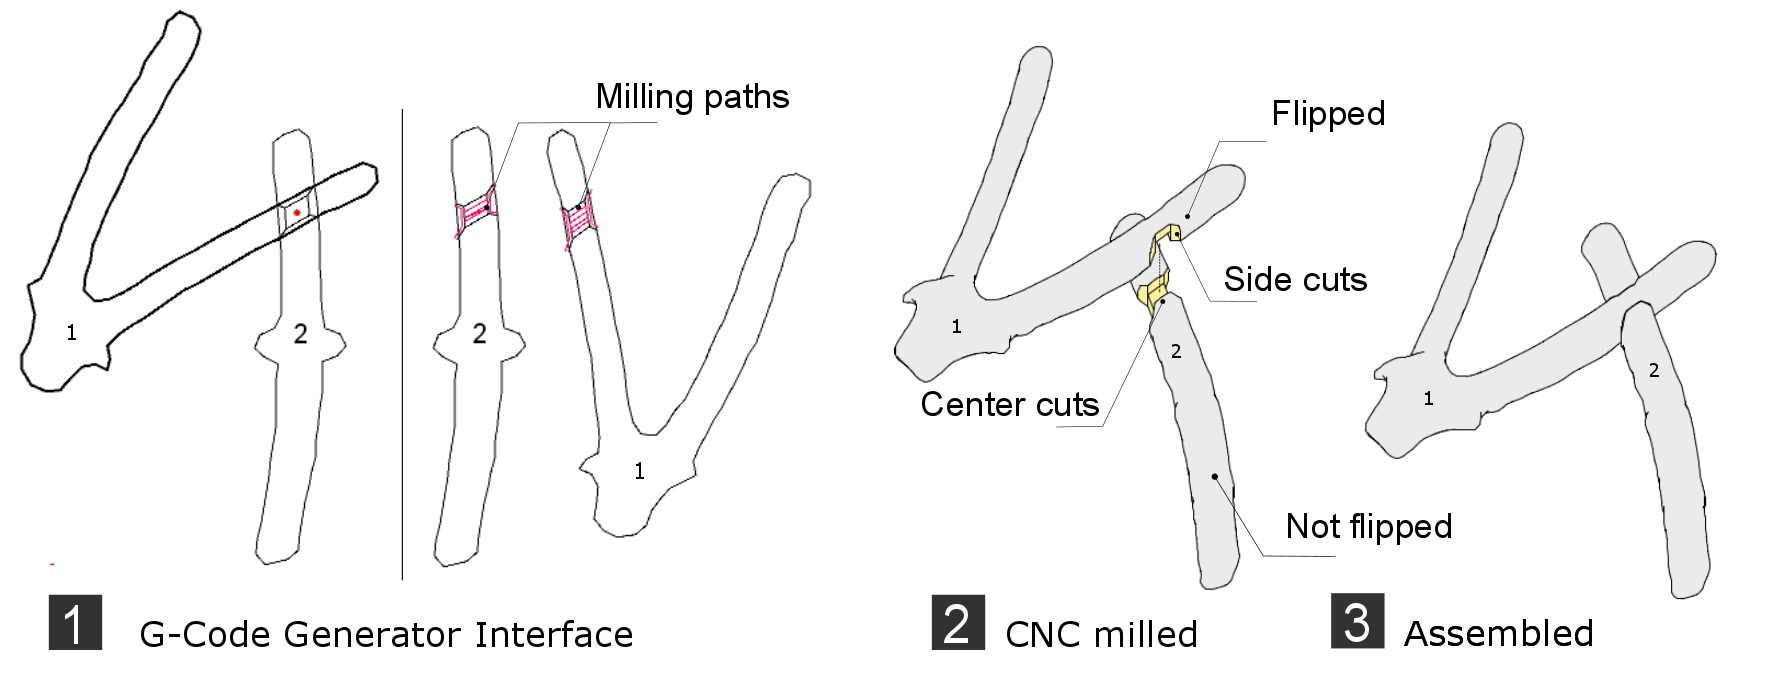 Milling paths
1
2
2
1
1 G-Code Generator Interface
Flipped
Side cuts
1
2
Center cuts
Not flipped
2 CNC milled
1
2
3 Assembled